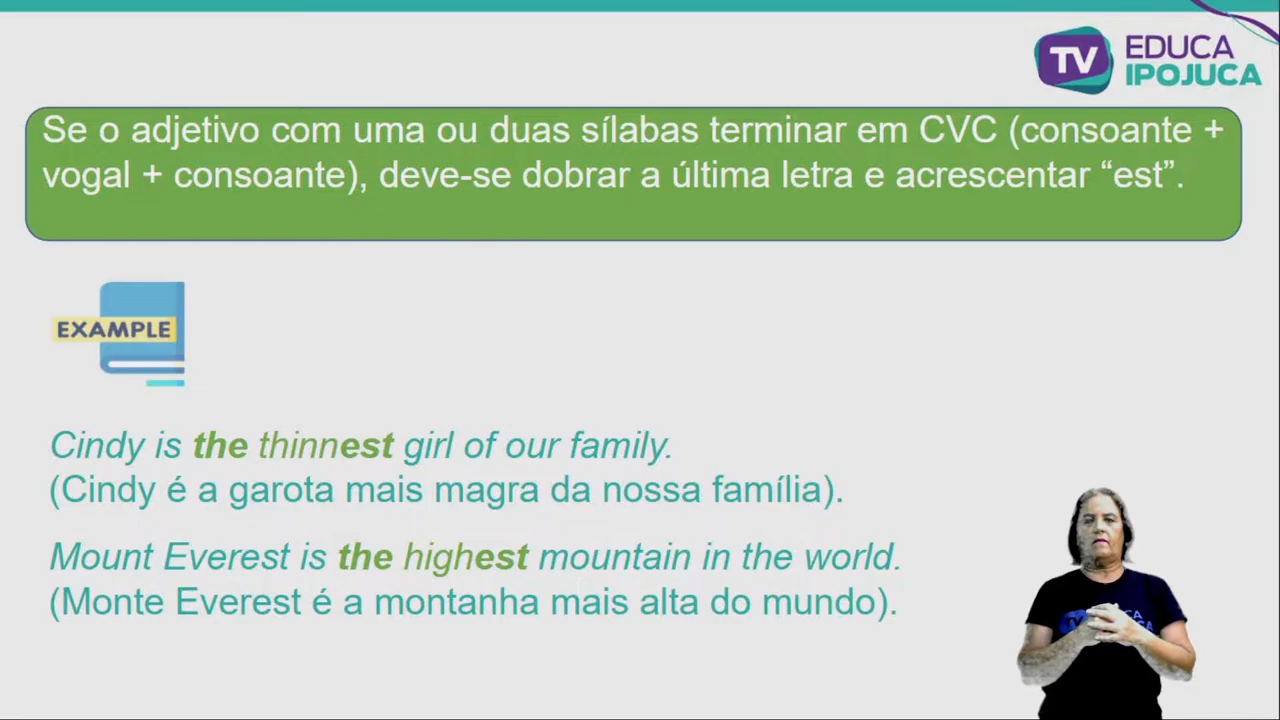 TV EDUCA
IPOJUCA
Se o adjetivo com uma ou duas sílabas terminar em CVC (consoante +
vogal + consoante), deve-se dobrar a última letra e acrescentar “est”.
EXAMPLE
Cindy is the thinnest girl of our family.
(Cindy é a garota mais magra da nossa família).
Mount Everest is the highest mountain in the world.
(Monte Everest é a montanha mais alta do mundo).
TV